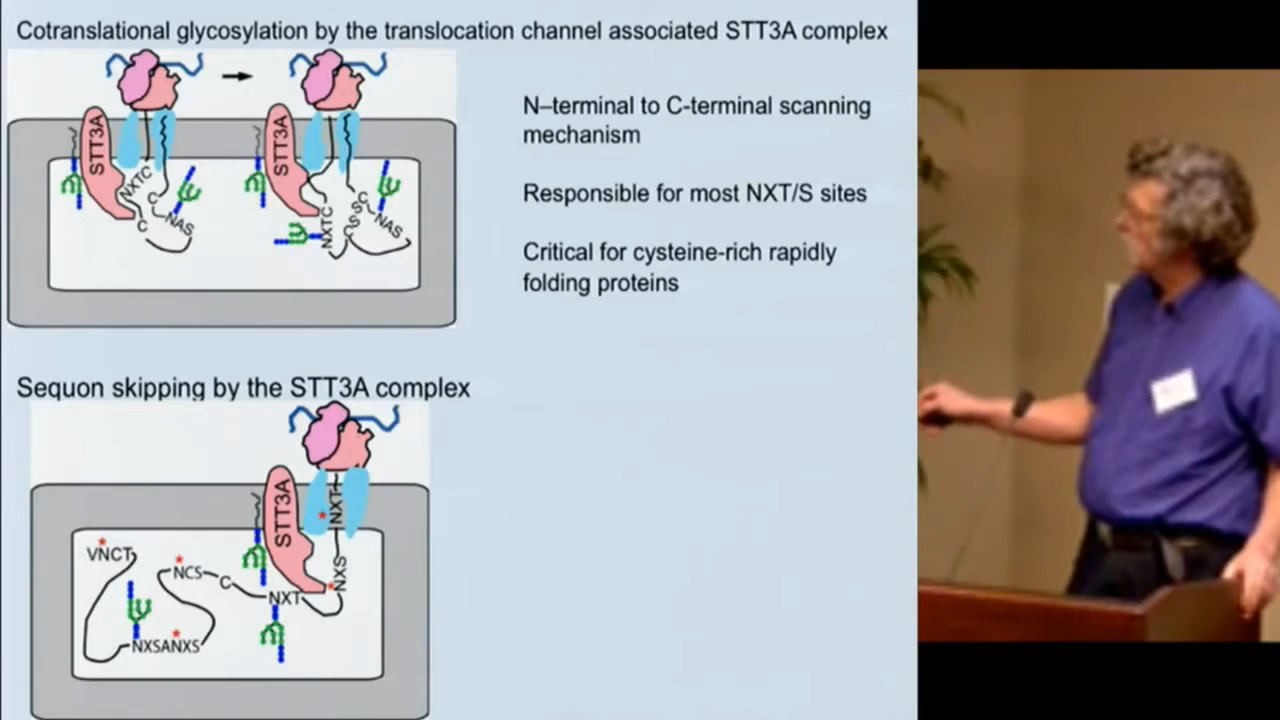 Cotranslational glycosylation by the translocation channel associated STT3A complex
STT3A
NXTC
C
C
NAS
STT3A
NXTC
C
S
S
C
NAS
N–terminal to C-terminal scanning
mechanism
Responsible for most NXT/S sites
Critical for cysteine-rich rapidly
folding proteins
Sequon skipping by the STT3A complex
STT3A
NXT
NXS
VNCT
NCS
C
NXT
NXSANXS